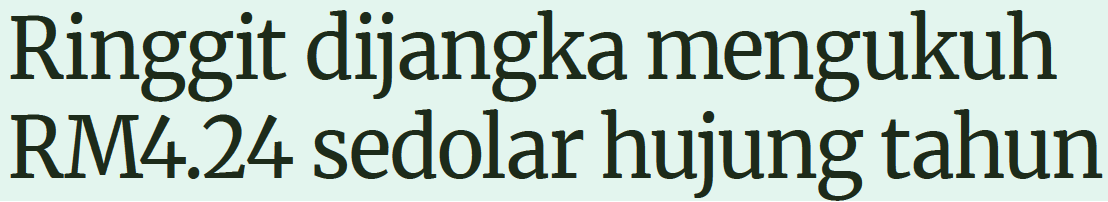 Ringgit dijangka mengukuh
RM4.24 sedolar hujung tahun